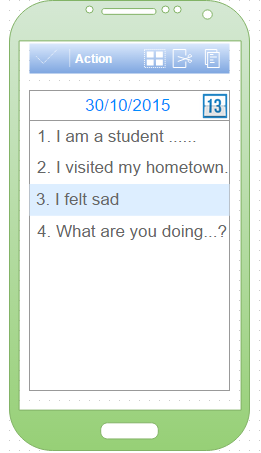 Action
30/10/2015 13
1. I am a student ......
2. I visited my hometown.
3. I felt sad
4. What are you doing...?